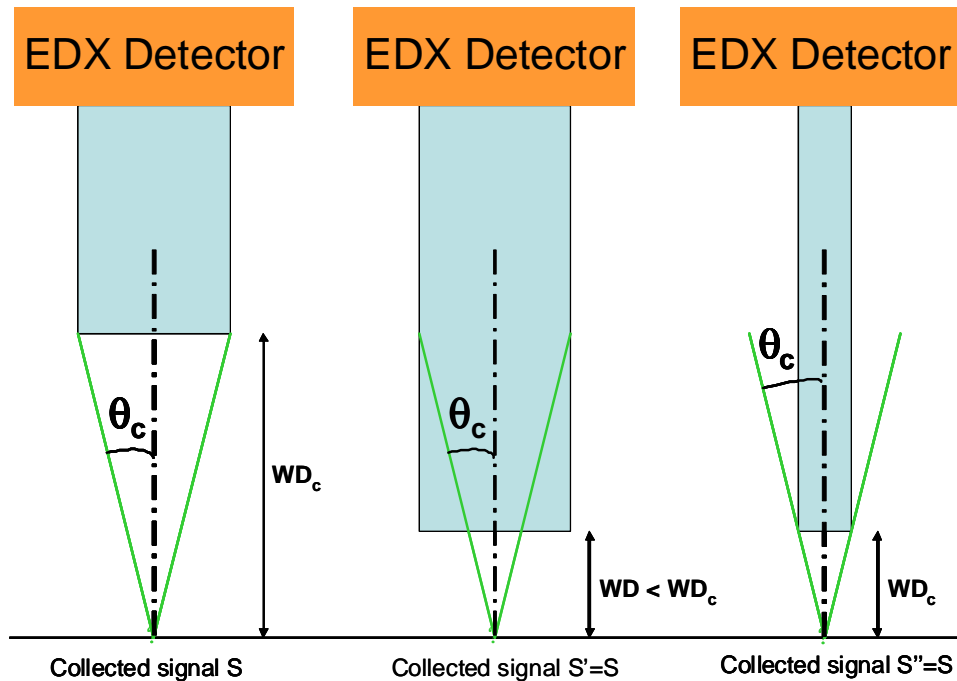 EDX Detector
EDX Detector
EDX Detector
θc
WDc
θc
WD < WDc
θc
WDc
Collected signal S
Collected signal S'=S
Collected signal S"=S